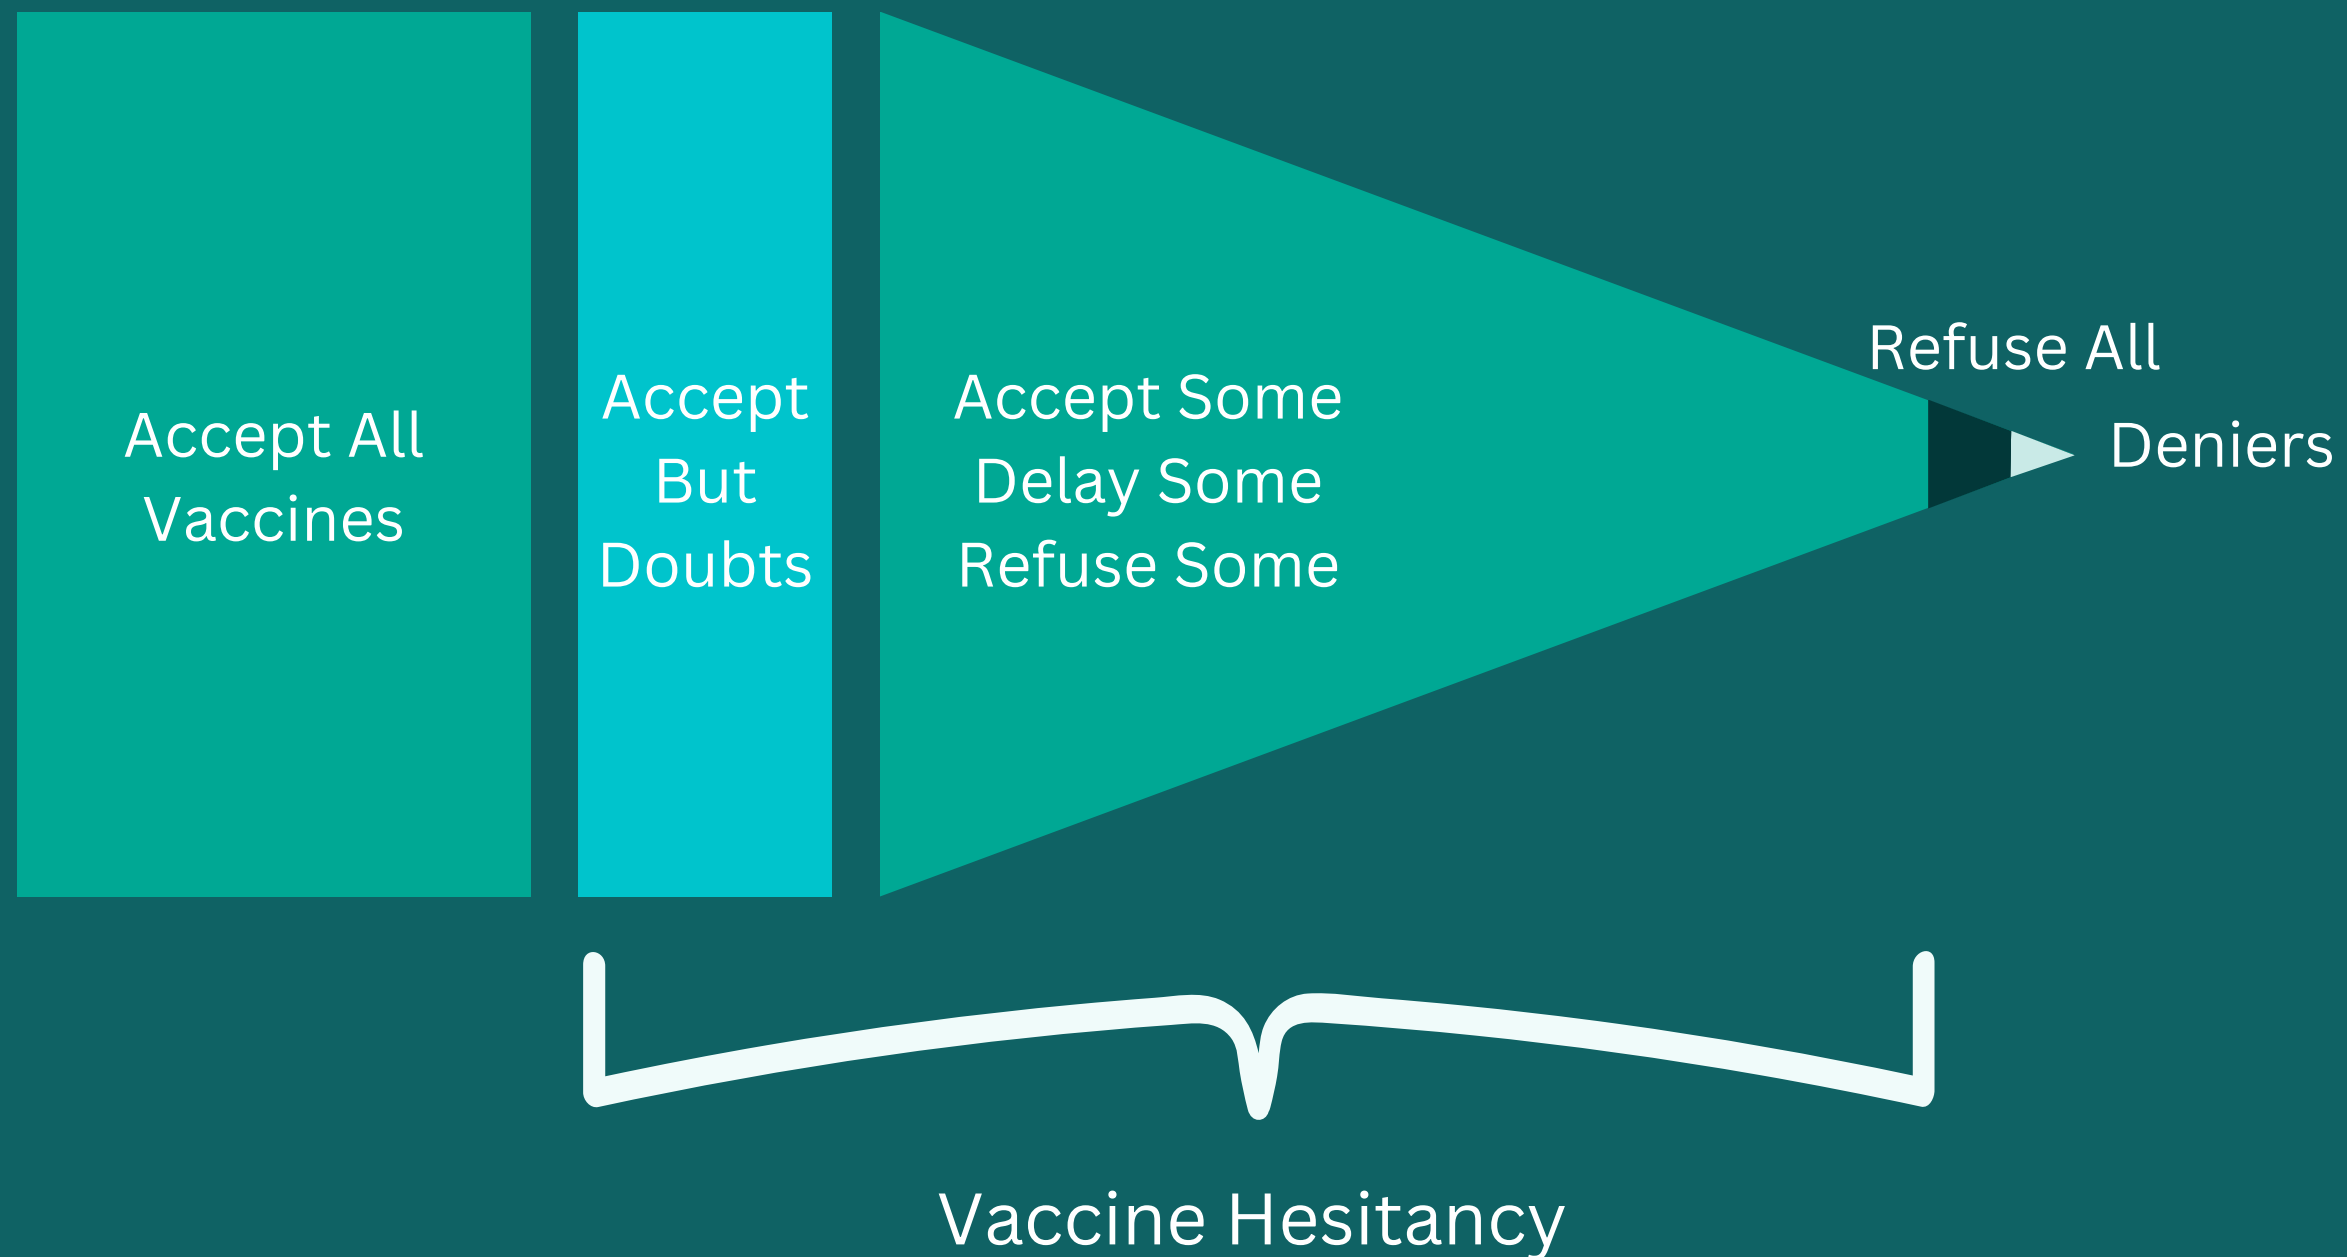 Accept All
Vaccines
Accept
But
Doubts
Accept Some
Delay Some
Refuse Some
Refuse All
Deniers
Vaccine Hesitancy